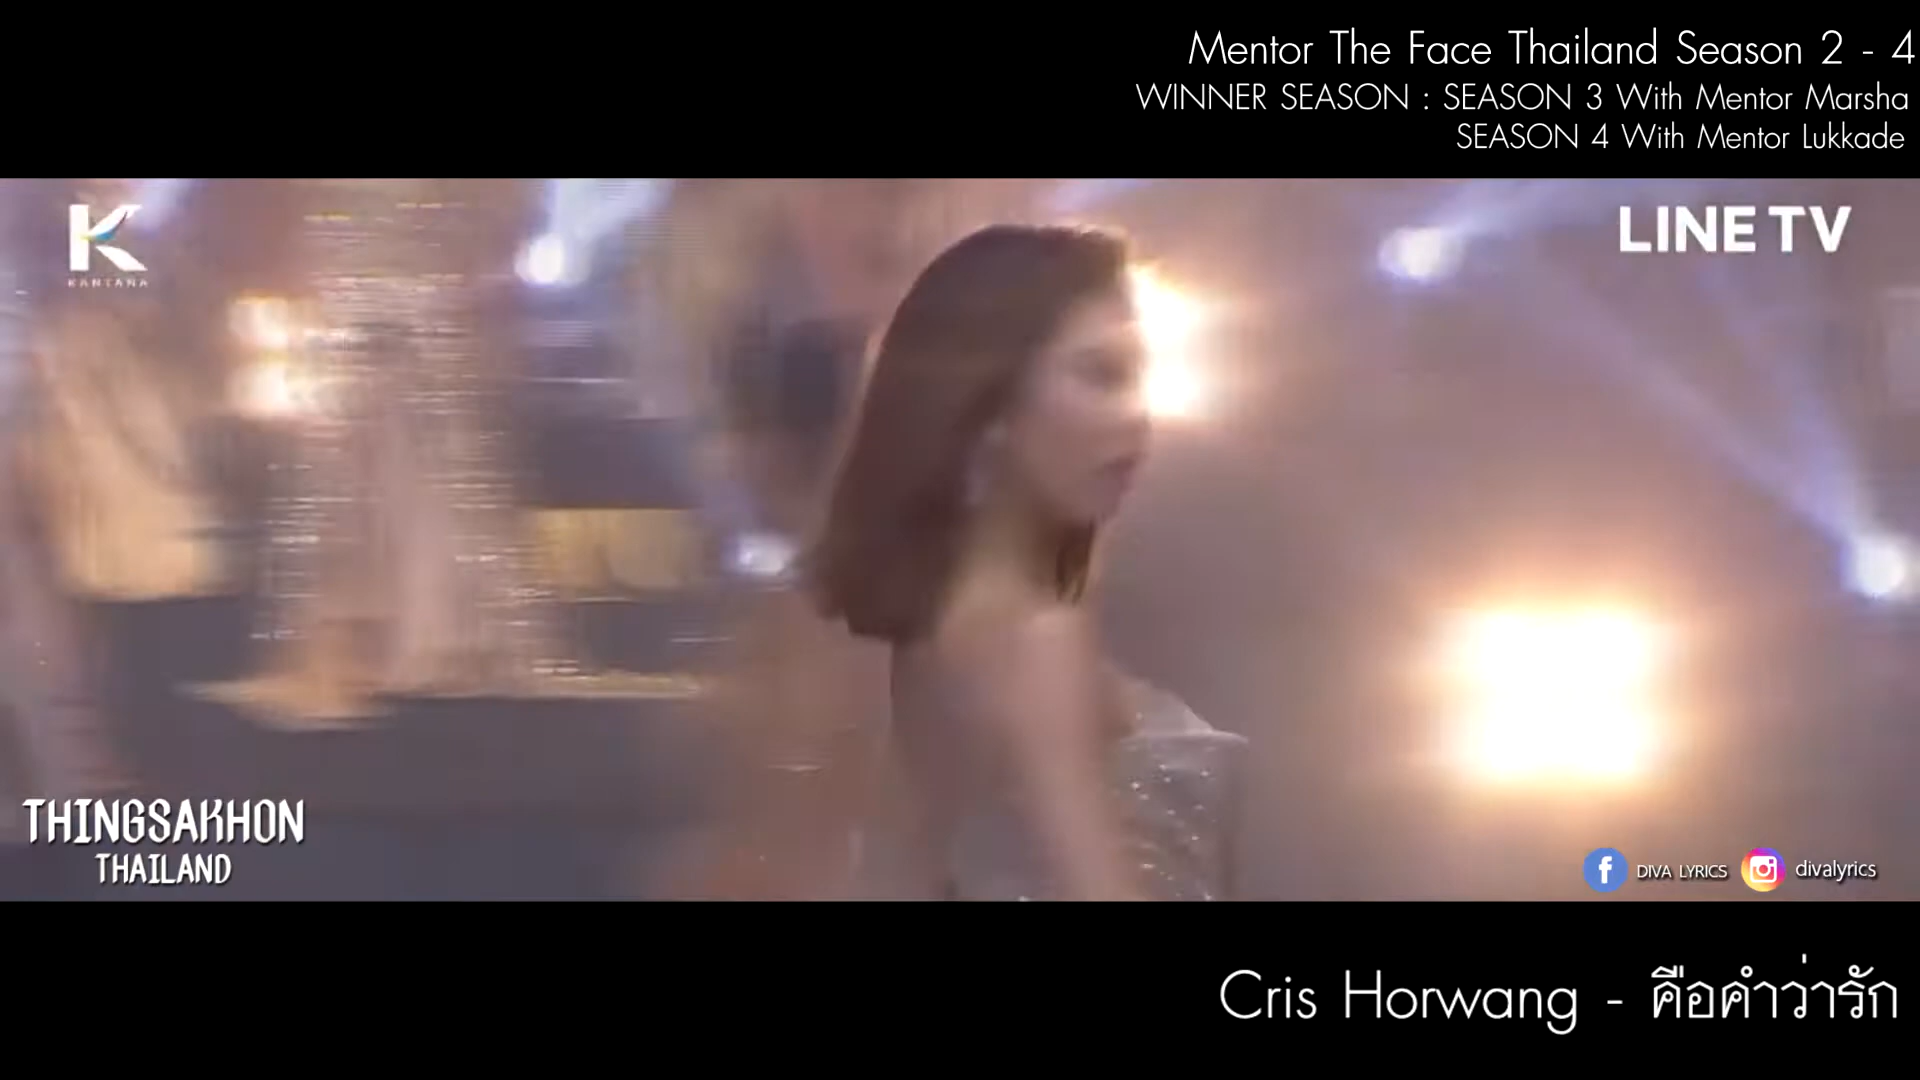 Mentor The Face Thailand Season 2 - 4
WINNER SEASON : SEASON 3 With Mentor Marsha
SEASON 4 With Mentor Lukkade
K
KANTANA
LINE TV
THINGSAKHON
THAILAND
f DIVA LYRICS divalyrics
Cris Horwang - คือคำว่ารัก